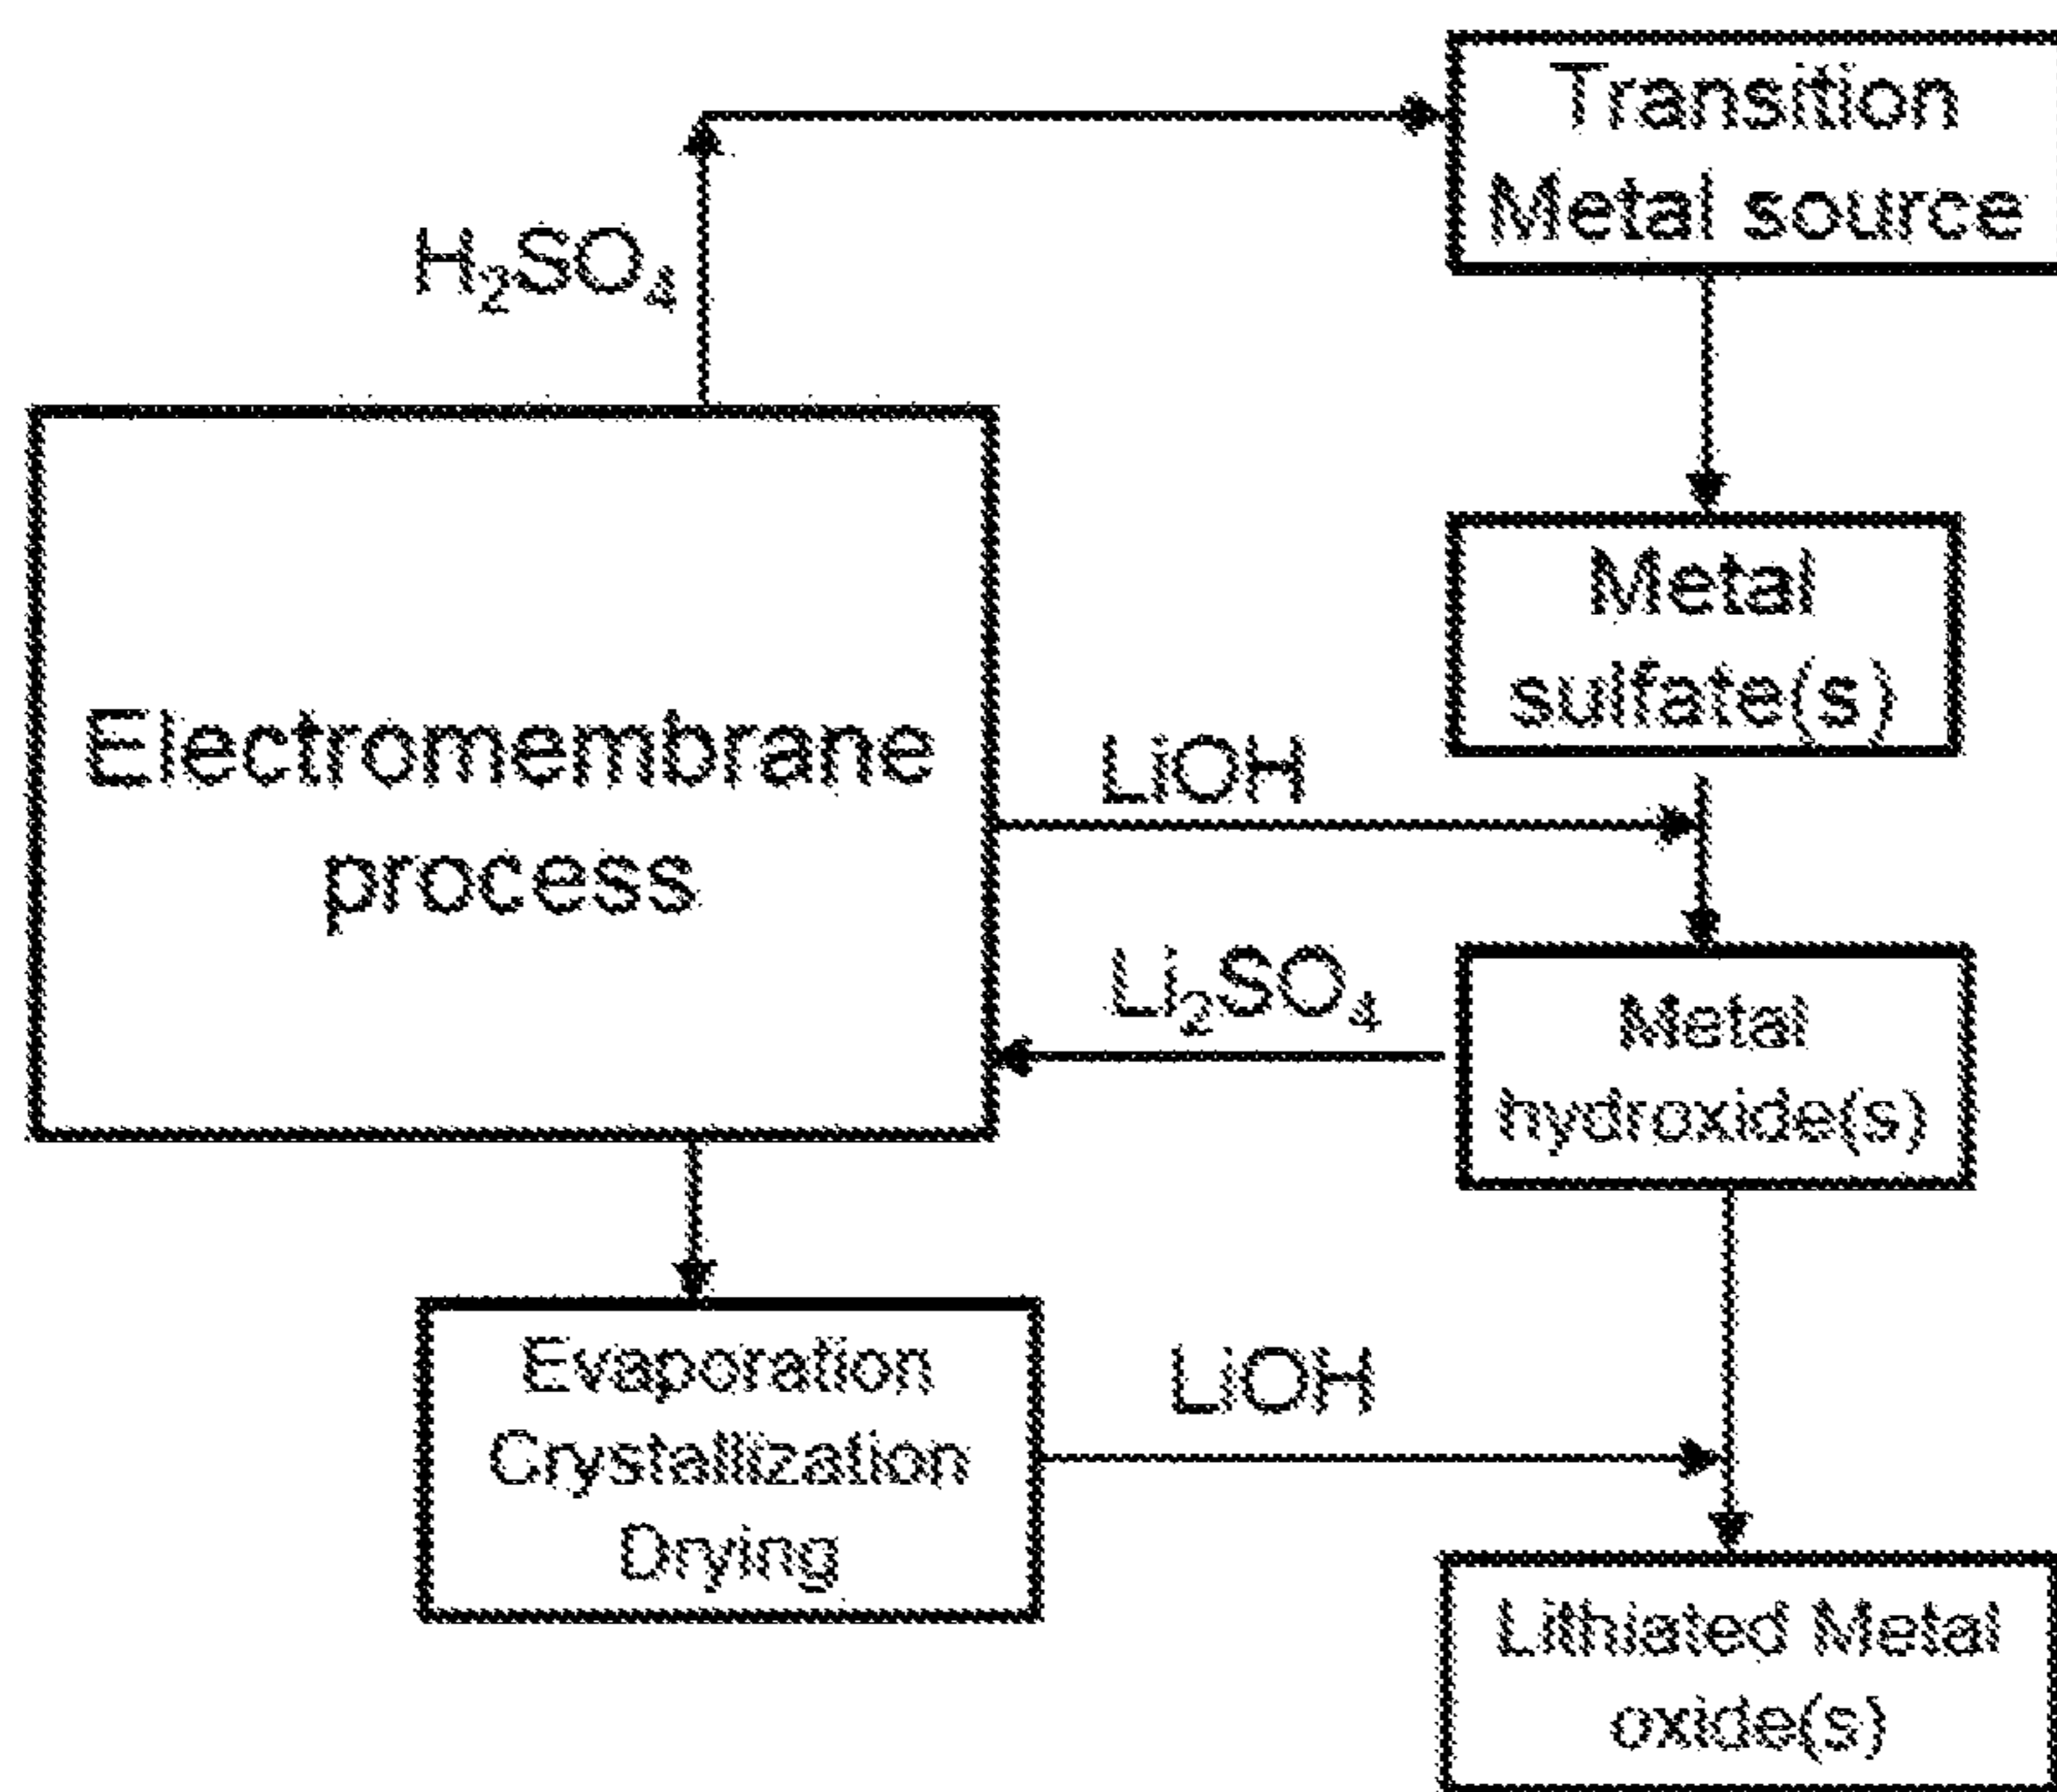 Transition
Metal source
H₂SO₄
Metal
sulfate(s)
Electromembrane
process
LiOH
Li₂SO₄
Metal
hydroxide(s)
Evaporation
Crystallization
Drying
LiOH
Lithiated Metal
oxide(s)